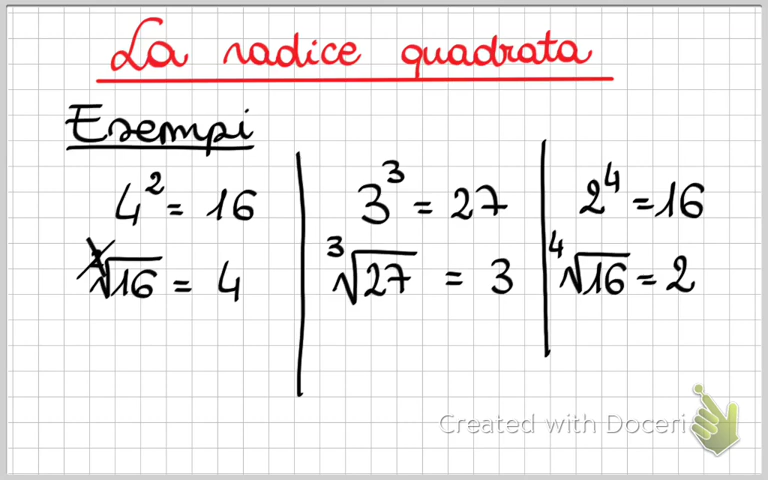 La radice quadrata
Esempi
4² = 16
√16 = 4
3³ = 27
³√27 = 3
2⁴ = 16
⁴√16 = 2
Created with Doceri